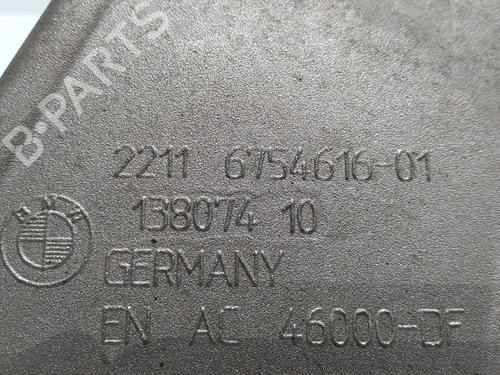 B-PARTS
2211 6754616-01
138074 10
BMW
GERMANY
EN AC 46000-DF